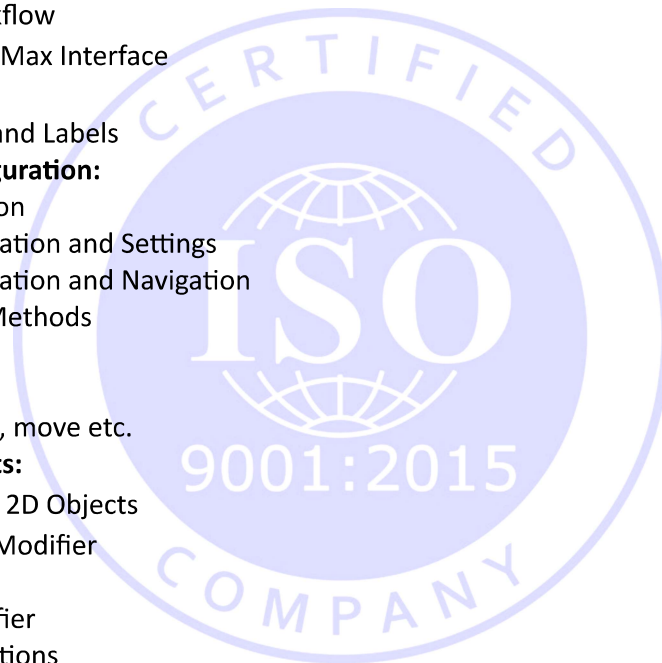 kflow
Max Interface
and Labels
guration:
on
ation and Settings
ation and Navigation
Methods
, move etc.
ts:
2D Objects
Modifier
fier
tions
CERTIFIED
ISO
9001:2015
COMPANY